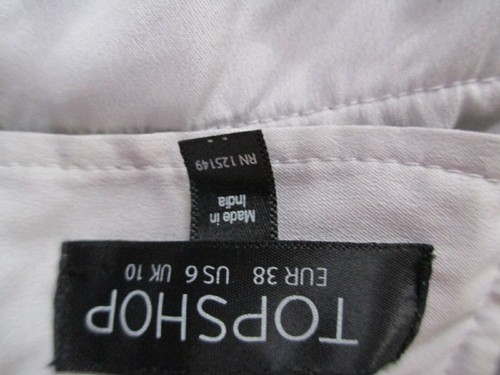 TOPSHOP
EUR 38 US 6 UK 10
Made in
India
RN 125149